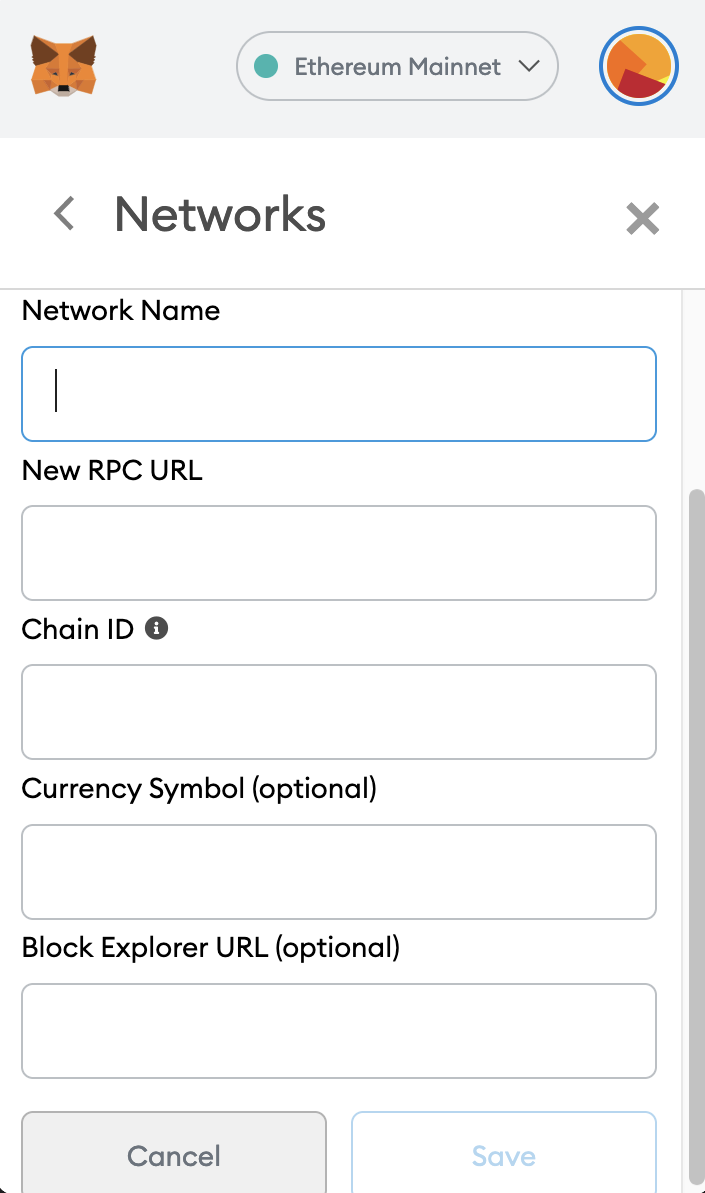 Ethereum Mainnet
Networks
Network Name
New RPC URL
Chain ID
Currency Symbol (optional)
Block Explorer URL (optional)
Cancel Save